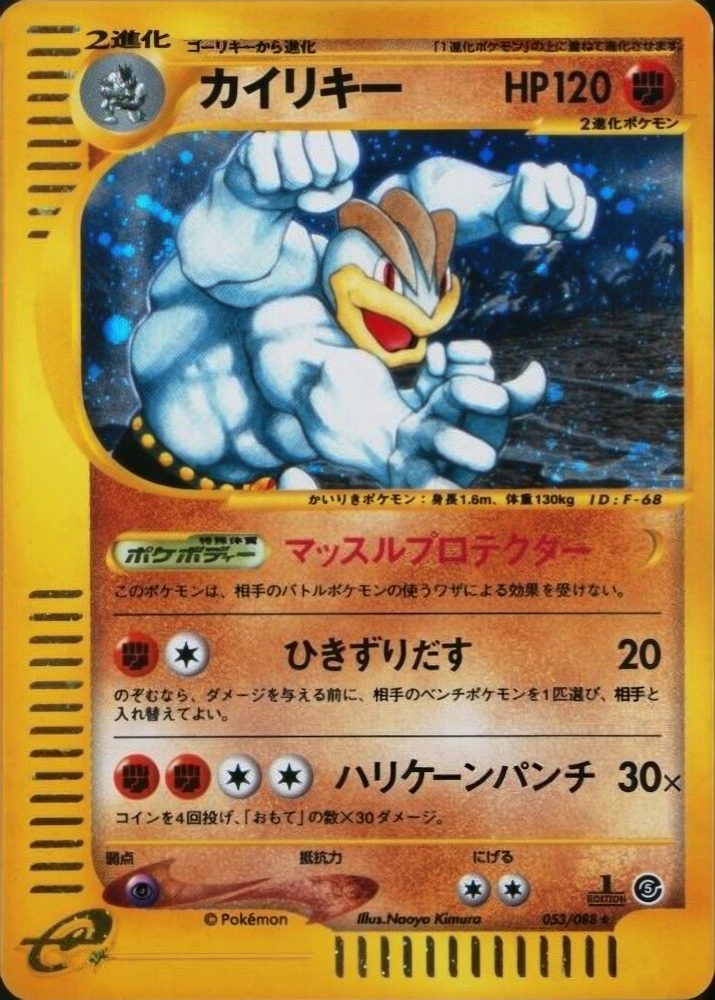 2進化 ゴーリキーから進化 「1進化ポケモン」の上に重ねて進化させます
カイリキー HP120
2進化ポケモン
かいりきポケモン：身長1.6m、体重130kg ID：F-68
特殊体質
ポケボディー マッスルプロテクター
このポケモンは、相手のバトルポケモンの使うワザによる効果を受けない。
ひきずりだす 20
のぞむなら、ダメージを与える前に、相手のベンチポケモンを1匹選び、相手と
入れ替えてよい。
ハリケーンパンチ 30×
コインを4回投げ、「おもて」の数×30ダメージ。
弱点 抵抗力 にげる
1 EDITION 5
© Pokémon Illus.Naoyo Kimura 053/088★
e